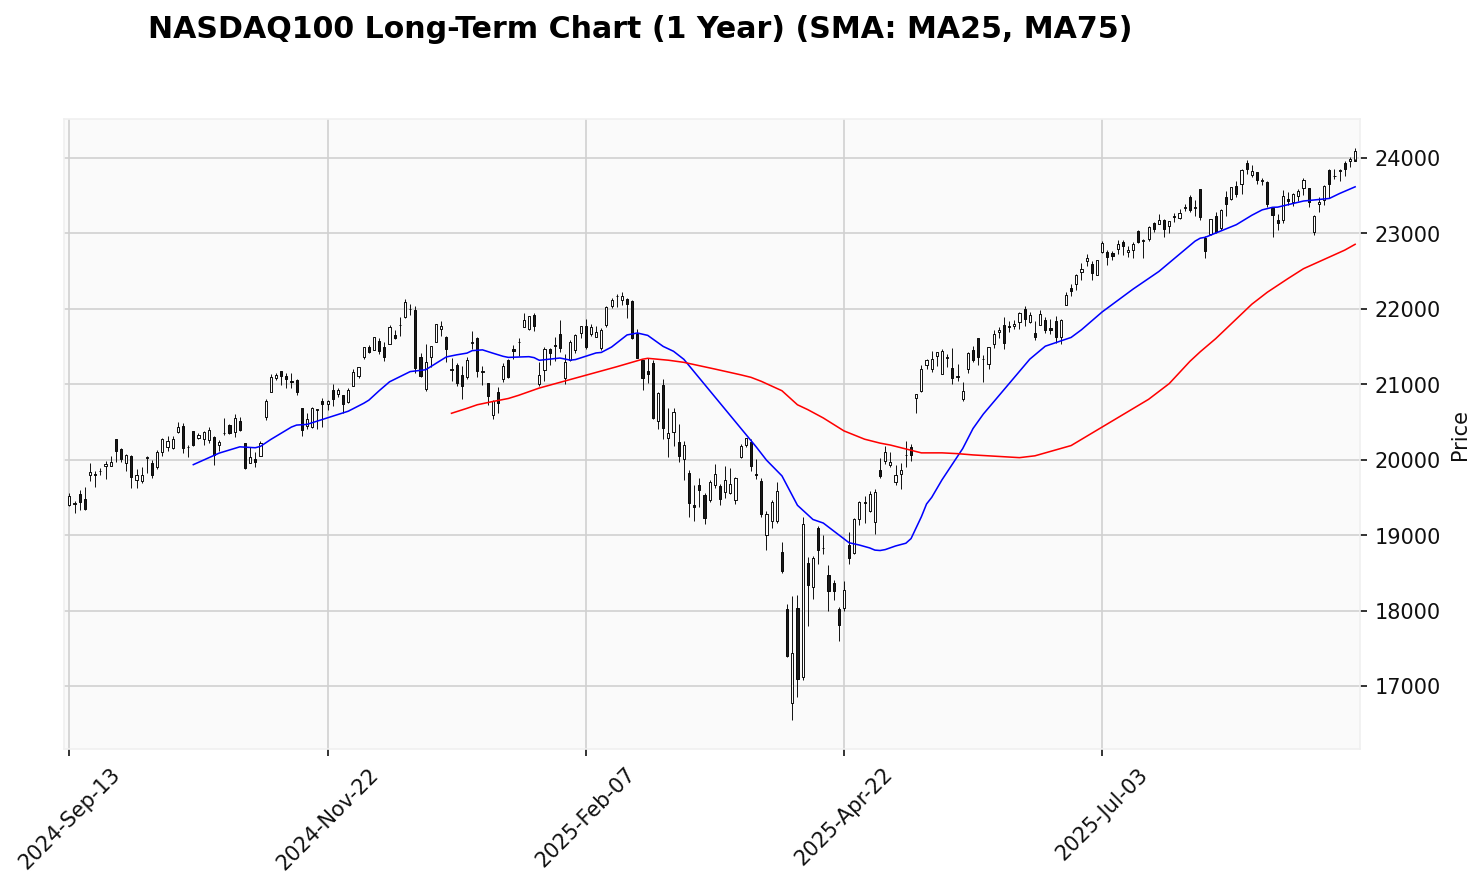 NASDAQ100 Long-Term Chart (1 Year) (SMA: MA25, MA75)
24000
23000
22000
21000
20000
19000
18000
17000
Price
2024-Sep-13
2024-Nov-22
2025-Feb-07
2025-Apr-22
2025-Jul-03